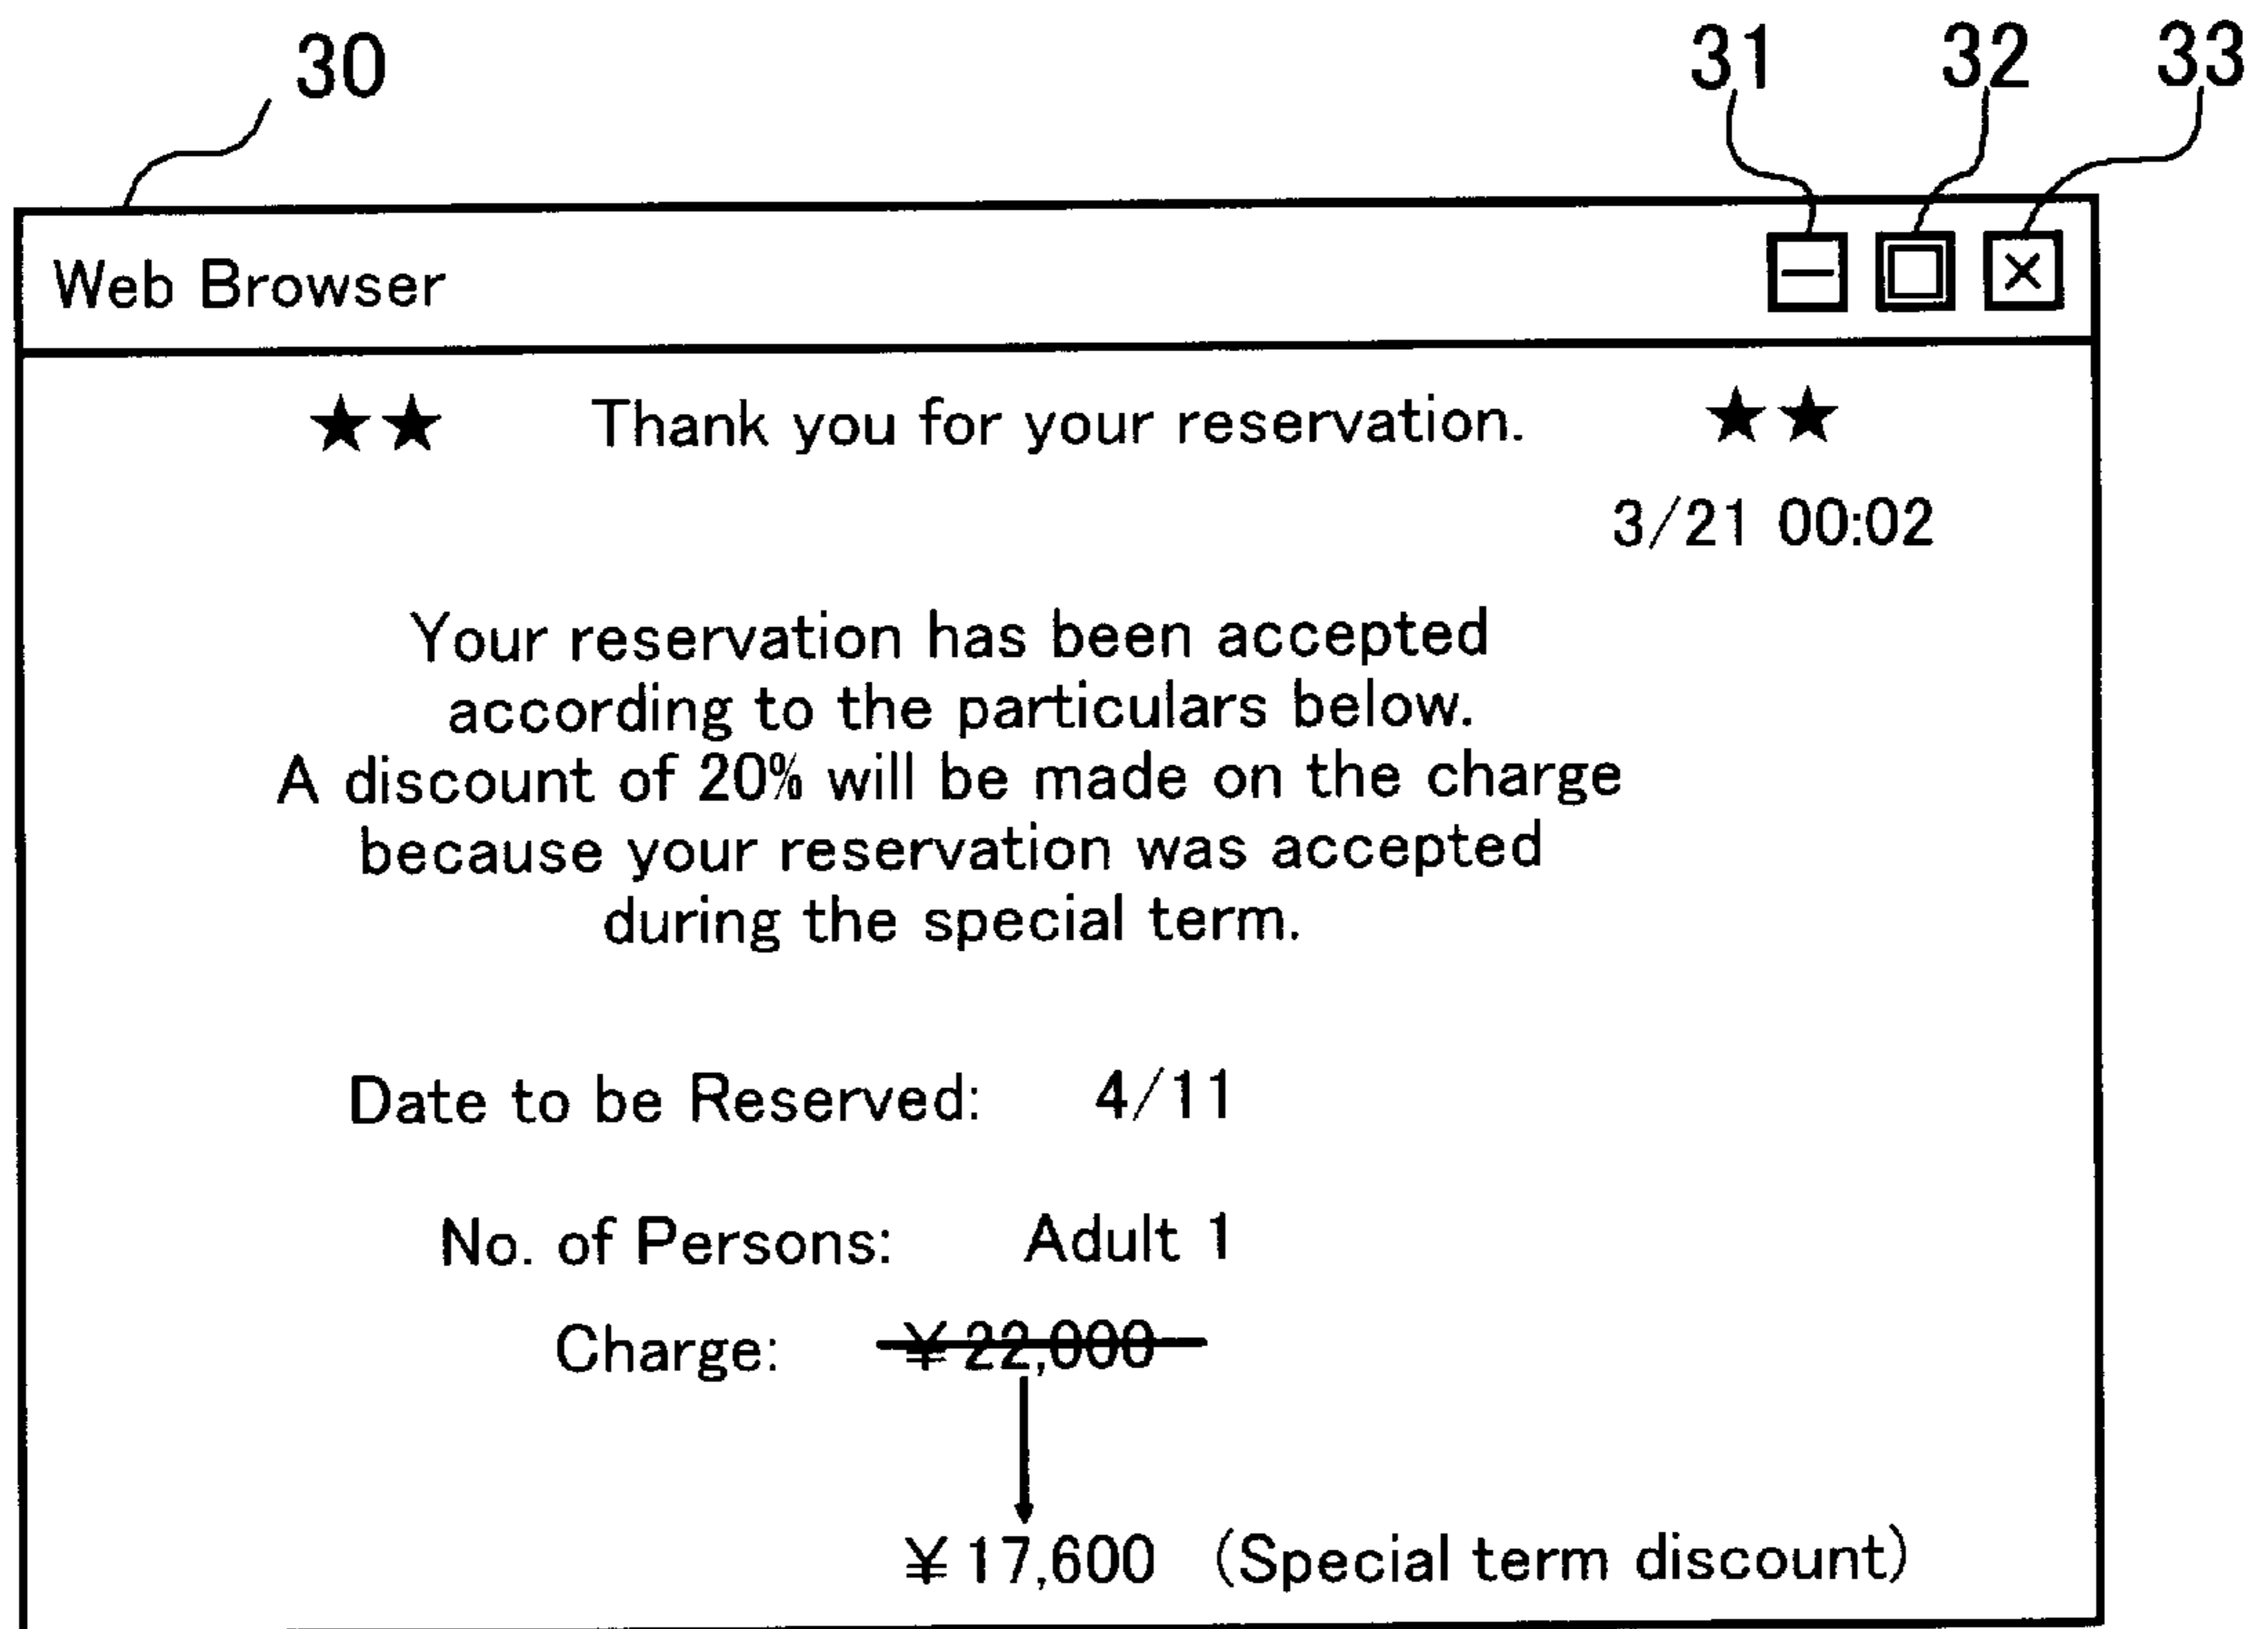 30 31 32 33
Web Browser
★★ Thank you for your reservation. ★★
3/21 00:02
Your reservation has been accepted
according to the particulars below.
A discount of 20% will be made on the charge
because your reservation was accepted
during the special term.
Date to be Reserved: 4/11
No. of Persons: Adult 1
Charge: ¥22,000
¥17,600 (Special term discount)